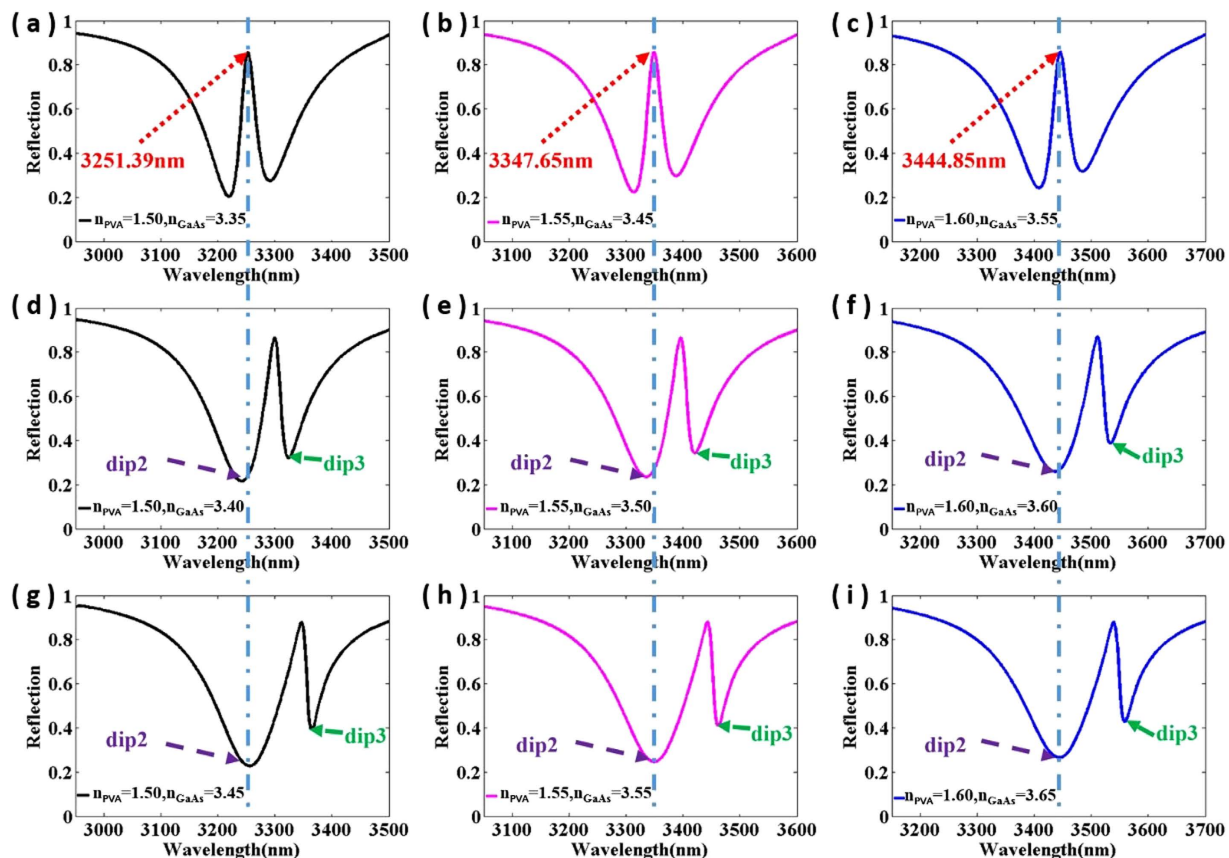 ( a )
Reflection
1
0.8
0.6
0.4
0.2
0
3251.39nm
n_PVA=1.50,n_GaAs=3.35
3000 3100 3200 3300 3400 3500
Wavelength(nm)
( b )
Reflection
1
0.8
0.6
0.4
0.2
0
3347.65nm
n_PVA=1.55,n_GaAs=3.45
3100 3200 3300 3400 3500 3600
Wavelength(nm)
( c )
Reflection
1
0.8
0.6
0.4
0.2
0
3444.85nm
n_PVA=1.60,n_GaAs=3.55
3200 3300 3400 3500 3600 3700
Wavelength(nm)
( d )
Reflection
1
0.8
0.6
0.4
0.2
0
dip2
dip3
n_PVA=1.50,n_GaAs=3.40
3000 3100 3200 3300 3400 3500
Wavelength(nm)
( e )
Reflection
1
0.8
0.6
0.4
0.2
0
dip2
dip3
n_PVA=1.55,n_GaAs=3.50
3100 3200 3300 3400 3500 3600
Wavelength(nm)
( f )
Reflection
1
0.8
0.6
0.4
0.2
0
dip2
dip3
n_PVA=1.60,n_GaAs=3.60
3200 3300 3400 3500 3600 3700
Wavelength(nm)
( g )
Reflection
1
0.8
0.6
0.4
0.2
0
dip2
dip3
n_PVA=1.50,n_GaAs=3.45
3000 3100 3200 3300 3400 3500
Wavelength(nm)
( h )
Reflection
1
0.8
0.6
0.4
0.2
0
dip2
dip3
n_PVA=1.55,n_GaAs=3.55
3100 3200 3300 3400 3500 3600
Wavelength(nm)
( i )
Reflection
1
0.8
0.6
0.4
0.2
0
dip2
dip3
n_PVA=1.60,n_GaAs=3.65
3200 3300 3400 3500 3600 3700
Wavelength(nm)